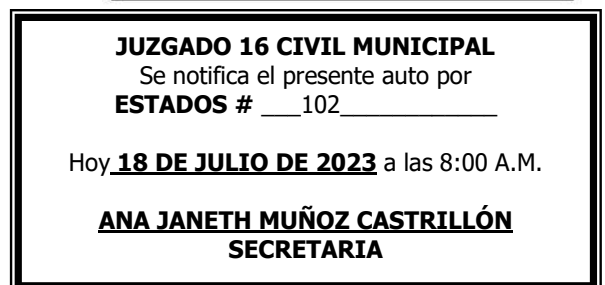 JUZGADO 16 CIVIL MUNICIPAL
Se notifica el presente auto por
ESTADOS # ___102____________
Hoy 18 DE JULIO DE 2023 a las 8:00 A.M.
ANA JANETH MUÑOZ CASTRILLÓN
SECRETARIA